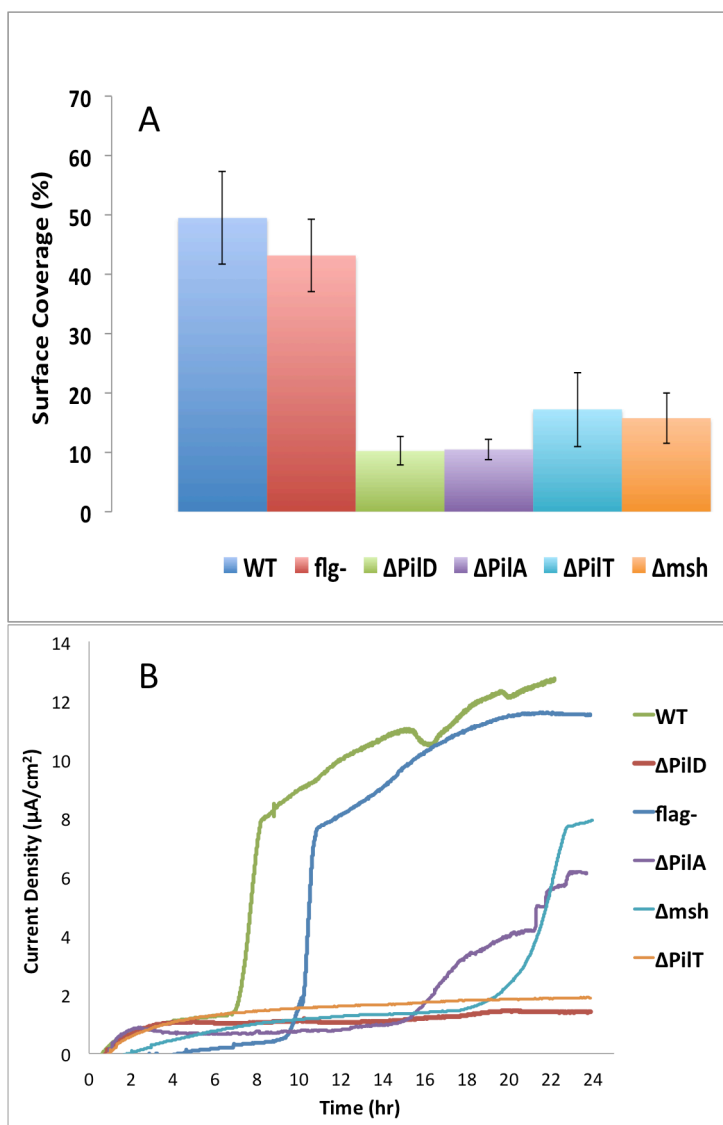 A
Surface Coverage (%)
70
60
50
40
30
20
10
0
WT flg- ΔPilD ΔPilA ΔPilT Δmsh
B
Current Density (µA/cm²)
14
12
10
8
6
4
2
0
0 2 4 6 8 10 12 14 16 18 20 22 24
Time (hr)
WT
ΔPilD
flag-
ΔPilA
Δmsh
ΔPilT